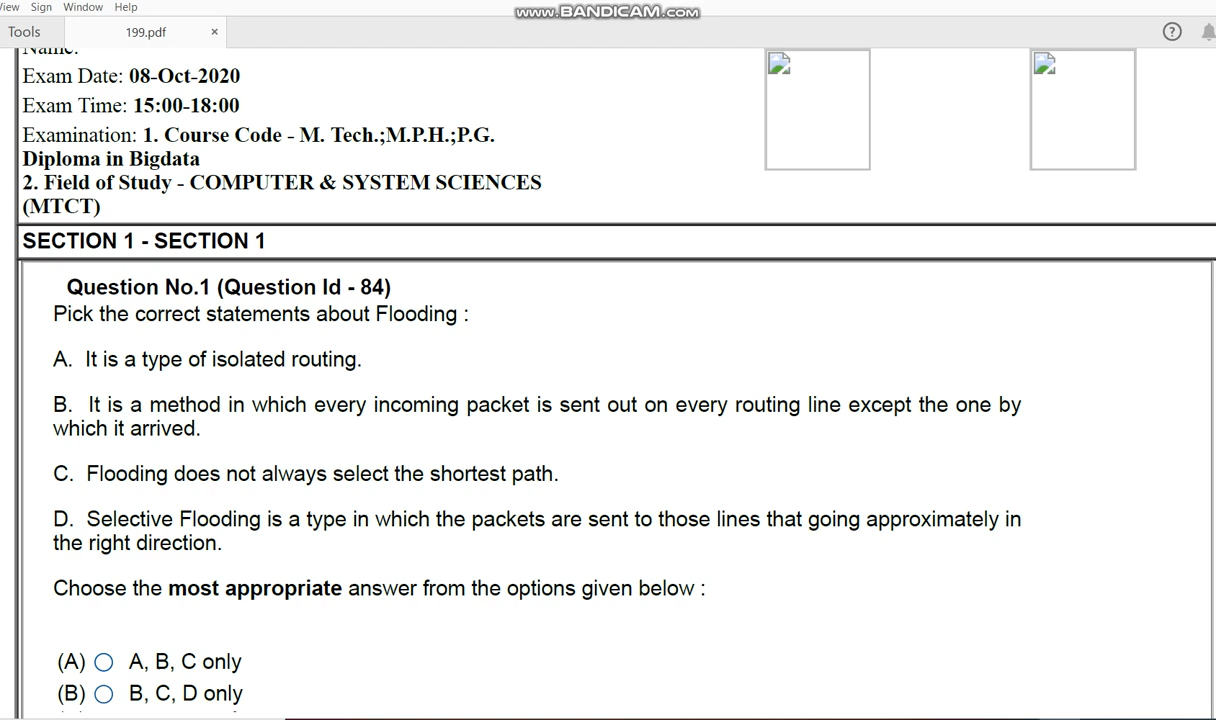 View Sign Window Help
www.BANDICAM.com
Tools 199.pdf ×
Name:
Exam Date: 08-Oct-2020
Exam Time: 15:00-18:00
Examination: 1. Course Code - M. Tech.;M.P.H.;P.G.
Diploma in Bigdata
2. Field of Study - COMPUTER & SYSTEM SCIENCES
(MTCT)
SECTION 1 - SECTION 1
Question No.1 (Question Id - 84)
Pick the correct statements about Flooding :
A. It is a type of isolated routing.
B. It is a method in which every incoming packet is sent out on every routing line except the one by
which it arrived.
C. Flooding does not always select the shortest path.
D. Selective Flooding is a type in which the packets are sent to those lines that going approximately in
the right direction.
Choose the most appropriate answer from the options given below :
(A) A, B, C only
(B) B, C, D only